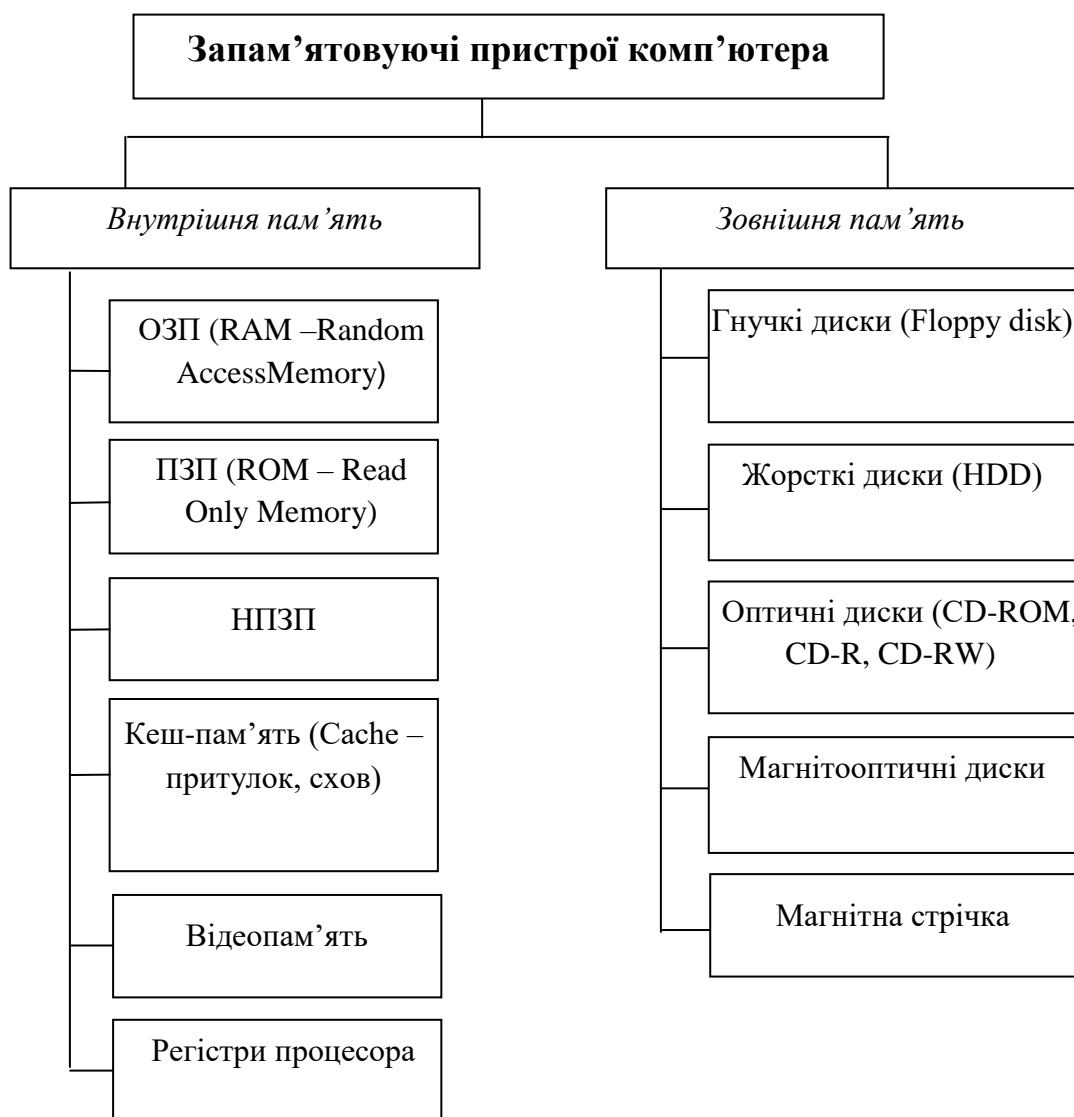 Запам’ятовуючі пристрої комп’ютера
Внутрішня пам’ять
ОЗП (RAM –Random
AccessMemory)
ПЗП (ROM – Read
Only Memory)
НПЗП
Кеш-пам’ять (Cache –
притулок, схов)
Відеопам’ять
Регістри процесора
Зовнішня пам’ять
Гнучкі диски (Floppy disk)
Жорсткі диски (HDD)
Оптичні диски (CD-ROM,
CD-R, CD-RW)
Магнітооптичні диски
Магнітна стрічка